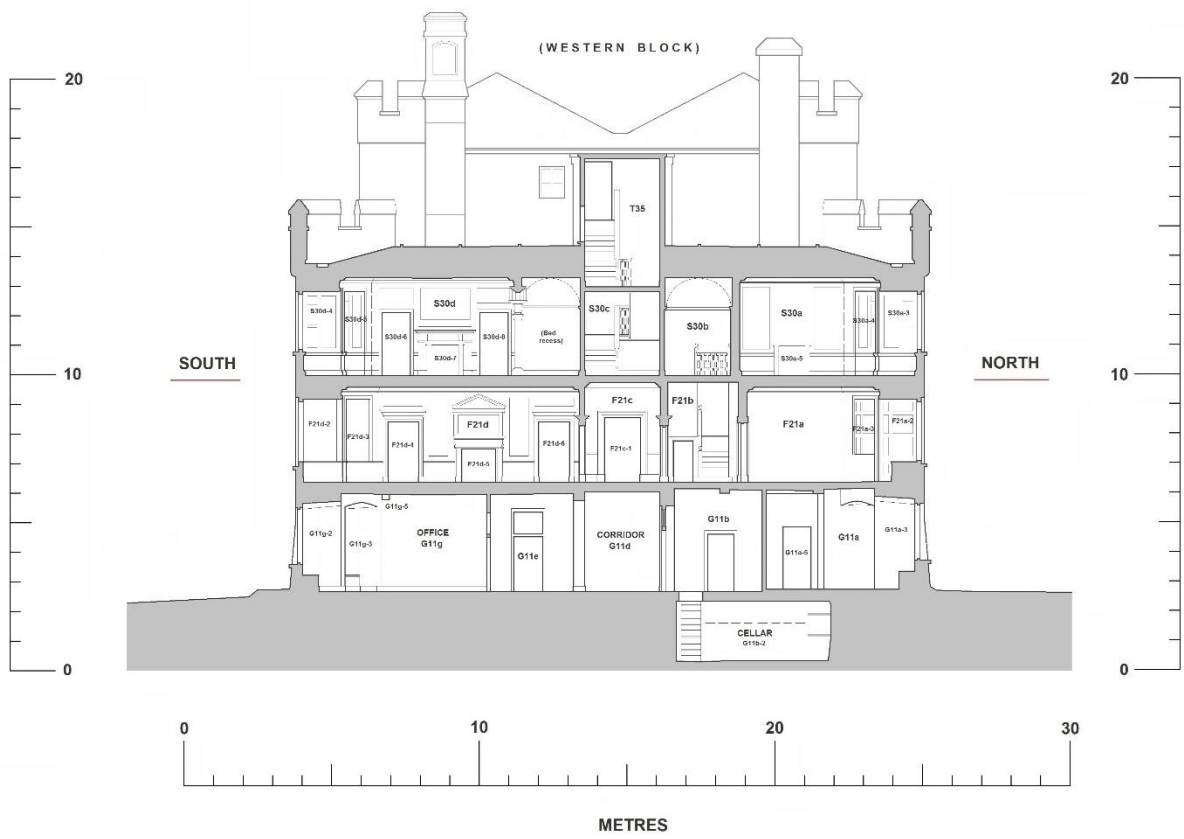 (WESTERN BLOCK)
20
20
T35
S30d-4
S30d-5
S30d-6
S30d
S30d-7
S30d-8
(Bed
recess)
S30c
S30b
S30a
S30a-5
S30a-4
S30a-3
SOUTH
NORTH
10
10
F21d-2
F21d-3
F21d-4
F21d
F21d-5
F21d-6
F21c
F21c-1
F21b
F21a
F21a-3
F21a-2
G11g-2
G11g-3
G11g-5
OFFICE
G11g
G11e
CORRIDOR
G11d
G11b
G11a-5
G11a
G11a-3
CELLAR
G11b-2
0
0
0
10
20
30
METRES